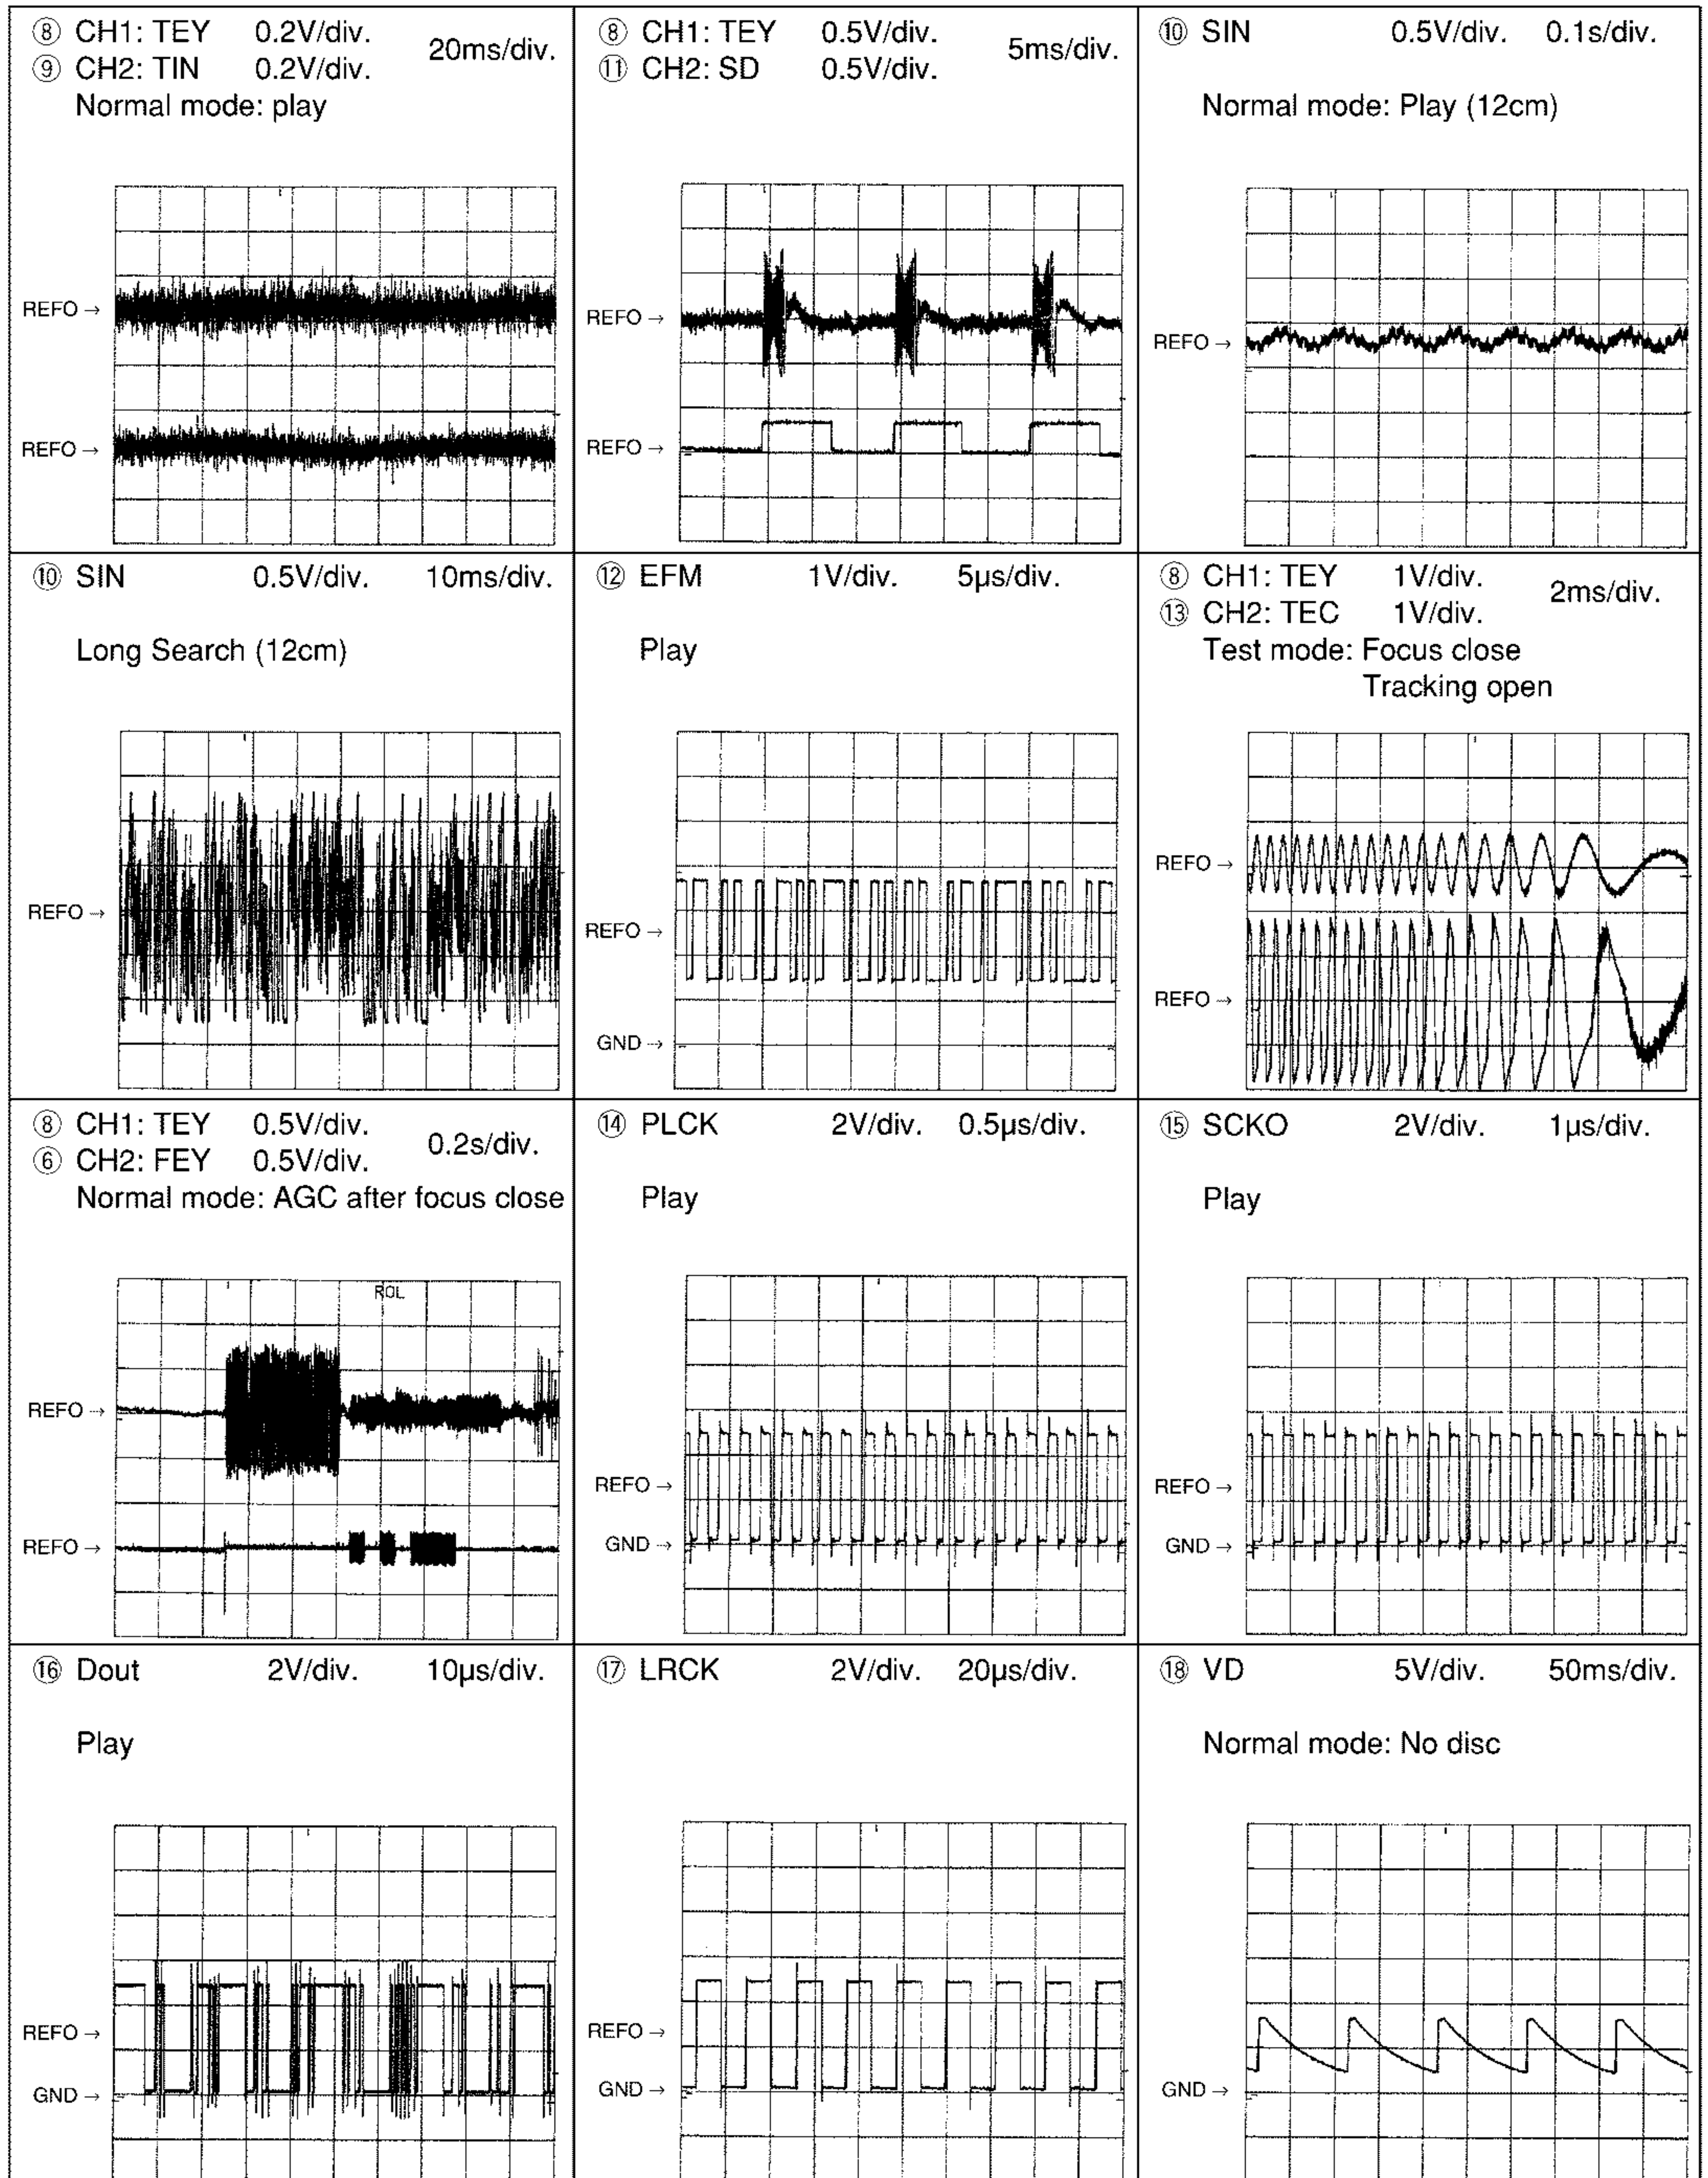 ⑧ CH1: TEY 0.2V/div. 20ms/div.
⑨ CH2: TIN 0.2V/div.
Normal mode: play
REFO →
REFO →
⑧ CH1: TEY 0.5V/div. 5ms/div.
⑪ CH2: SD 0.5V/div.
REFO →
REFO →
⑩ SIN 0.5V/div. 0.1s/div.
Normal mode: Play (12cm)
REFO →
⑩ SIN 0.5V/div. 10ms/div.
Long Search (12cm)
REFO →
⑫ EFM 1V/div. 5µs/div.
Play
REFO →
GND →
⑧ CH1: TEY 1V/div. 2ms/div.
⑬ CH2: TEC 1V/div.
Test mode: Focus close
Tracking open
REFO →
REFO →
⑧ CH1: TEY 0.5V/div. 0.2s/div.
⑥ CH2: FEY 0.5V/div.
Normal mode: AGC after focus close
ROL
REFO →
REFO →
⑭ PLCK 2V/div. 0.5µs/div.
Play
REFO →
GND →
⑮ SCKO 2V/div. 1µs/div.
Play
REFO →
GND →
⑯ Dout 2V/div. 10µs/div.
Play
REFO →
GND →
⑰ LRCK 2V/div. 20µs/div.
REFO →
GND →
⑱ VD 5V/div. 50ms/div.
Normal mode: No disc
GND →